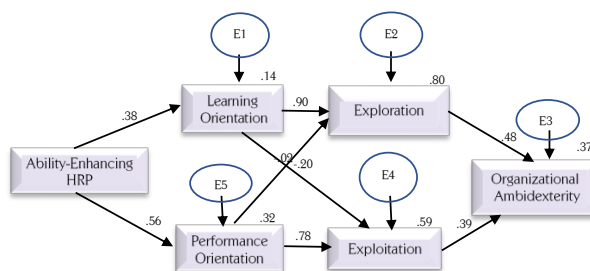 E1
E2
.14
.80
Learning
Orientation
.90
Exploration
E3
.38
.48
.37
Ability-Enhancing
HRP
-.09
-.20
E5
E4
Organizational
Ambidexterity
.56
.32
.59
.39
Performance
Orientation
.78
Exploitation